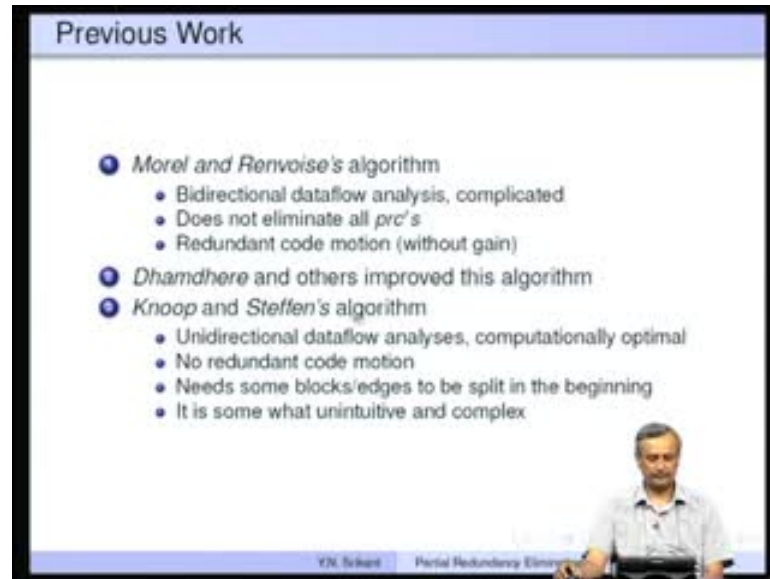 Previous Work
1 Morel and Renvoise's algorithm
Bidirectional dataflow analysis, complicated
Does not eliminate all prc's
Redundant code motion (without gain)
2 Dhamdhere and others improved this algorithm
3 Knoop and Steffen's algorithm
Unidirectional dataflow analyses, computationally optimal
No redundant code motion
Needs some blocks/edges to be split in the beginning
It is some what unintuitive and complex
Y.N. Srikant Partial Redundancy